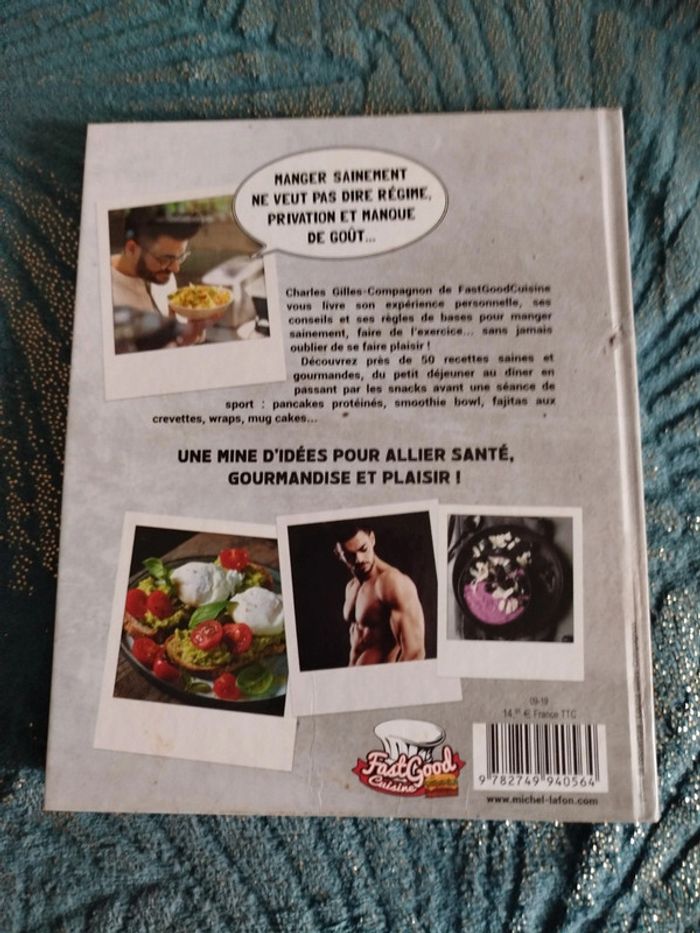 MANGER SAINEMENT
NE VEUT PAS DIRE RÉGIME,
PRIVATION ET MANQUE
DE GOÛT...
Charles Gilles-Compagnon de FastGoodCuisine
vous livre son expérience personnelle, ses
conseils et ses règles de bases pour manger
sainement, faire de l'exercice... sans jamais
oublier de se faire plaisir !
Découvrez près de 50 recettes saines et
gourmandes, du petit déjeuner au dîner en
passant par les snacks avant une séance de
sport : pancakes protéinés, smoothie bowl, fajitas aux
crevettes, wraps, mug cakes...
UNE MINE D'IDÉES POUR ALLIER SANTÉ,
GOURMANDISE ET PLAISIR !
09-19
14,95 € France TTC
FastGood
Cuisine
9 782749 940564
www.michel-lafon.com